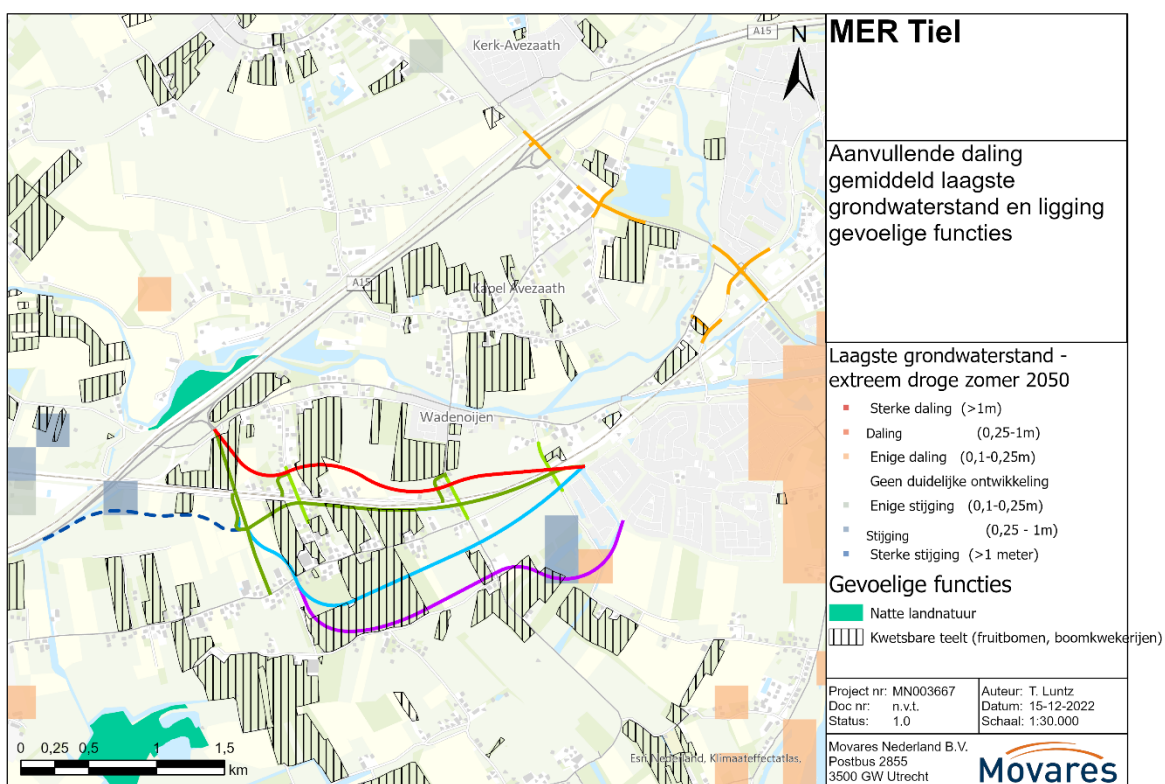 Kerk-Avezaath
A15
N
Kapel Avezaath
A15
Wadenoijen
0 0,25 0,5 1 1,5
km
Esri Nederland, Klimaateffectatlas.
MER Tiel
Aanvullende daling
gemiddeld laagste
grondwaterstand en ligging
gevoelige functies
Laagste grondwaterstand -
extreem droge zomer 2050
Sterke daling (>1m)
Daling (0,25-1m)
Enige daling (0,1-0,25m)
Geen duidelijke ontwikkeling
Enige stijging (0,1-0,25m)
Stijging (0,25 - 1m)
Sterke stijging (>1 meter)
Gevoelige functies
Natte landnatuur
Kwetsbare teelt (fruitbomen, boomkwekerijen)
Project nr: MN003667
Doc nr: n.v.t.
Status: 1.0
Auteur: T. Luntz
Datum: 15-12-2022
Schaal: 1:30.000
Movares Nederland B.V.
Postbus 2855
3500 GW Utrecht
Movares